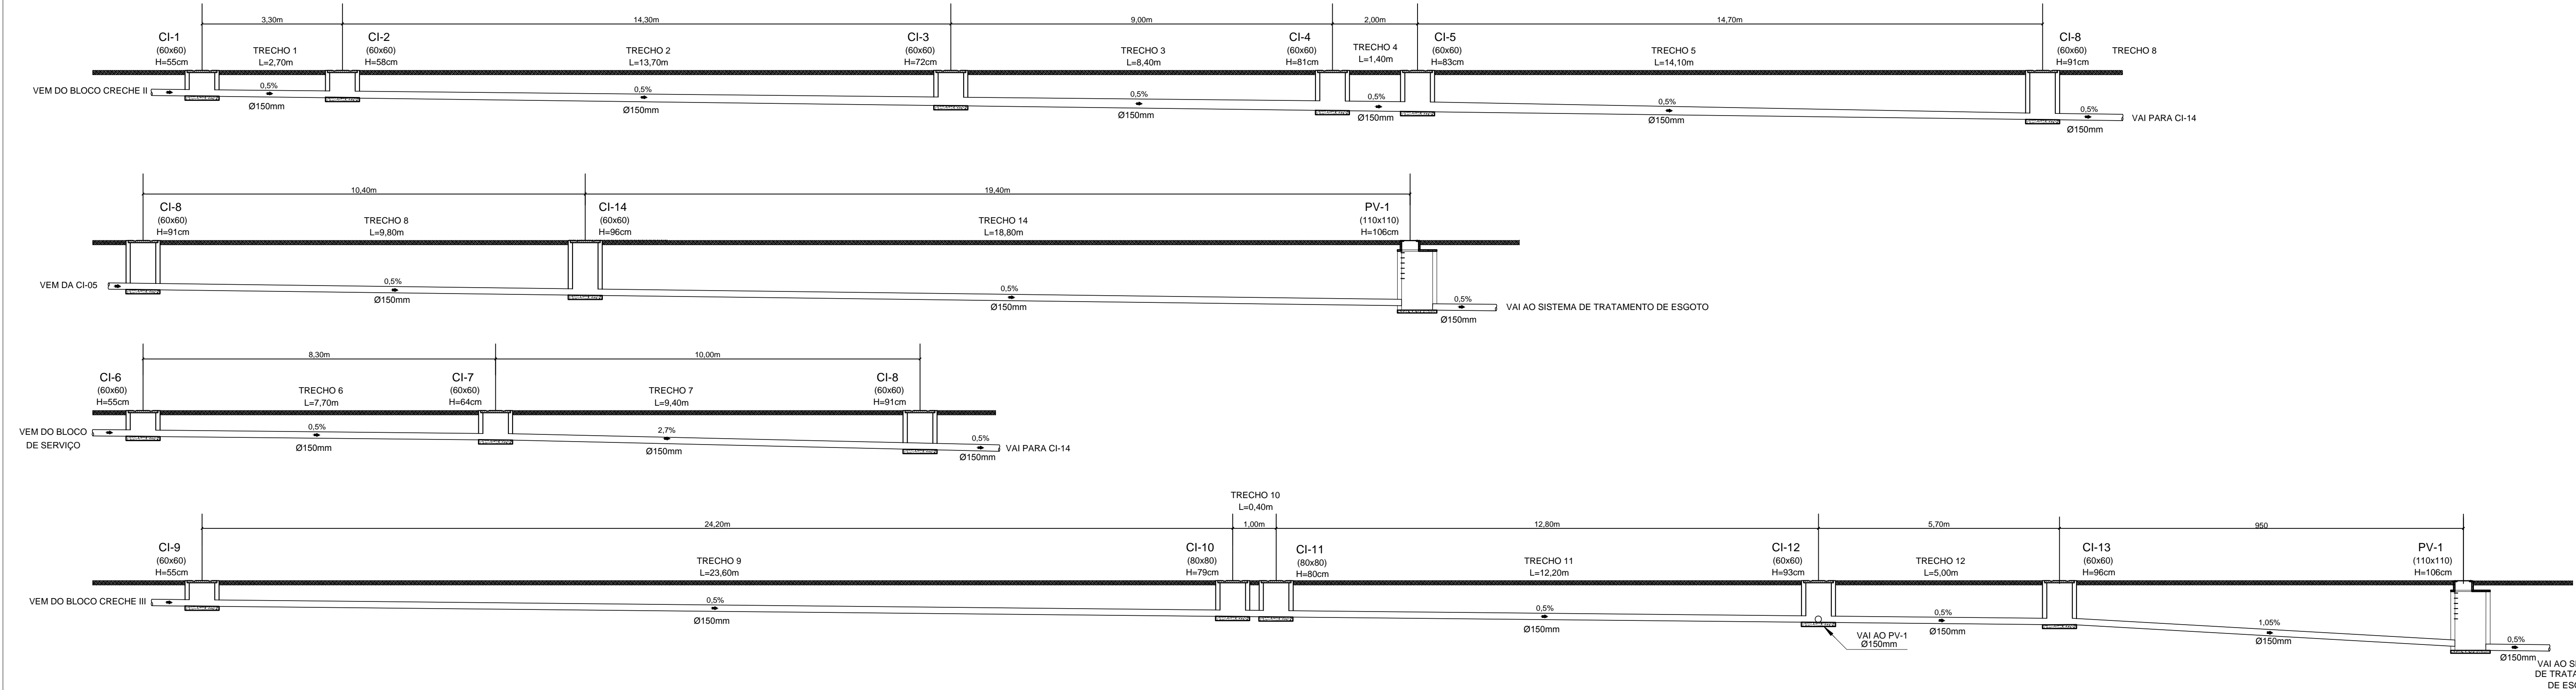 3,30m
14,30m
9,00m
2,00m
14,70m
CI-1
(60x60)
H=55cm
TRECHO 1
L=2,70m
CI-2
(60x60)
H=58cm
TRECHO 2
L=13,70m
CI-3
(60x60)
H=72cm
TRECHO 3
L=8,40m
CI-4
(60x60)
H=81cm
TRECHO 4
L=1,40m
CI-5
(60x60)
H=83cm
TRECHO 5
L=14,10m
CI-8
(60x60)
H=91cm
TRECHO 8
VEM DO BLOCO CRECHE II
0,5%
Ø150mm
0,5%
Ø150mm
0,5%
Ø150mm
0,5%
Ø150mm
0,5%
Ø150mm
0,5%
Ø150mm
VAI PARA CI-14
10,40m
19,40m
CI-8
(60x60)
H=91cm
TRECHO 8
L=9,80m
CI-14
(60x60)
H=96cm
TRECHO 14
L=18,80m
PV-1
(110x110)
H=106cm
VEM DA CI-05
0,5%
Ø150mm
0,5%
Ø150mm
0,5%
Ø150mm
VAI AO SISTEMA DE TRATAMENTO DE ESGOTO
8,30m
10,00m
CI-6
(60x60)
H=55cm
TRECHO 6
L=7,70m
CI-7
(60x60)
H=64cm
TRECHO 7
L=9,40m
CI-8
(60x60)
H=91cm
VEM DO BLOCO
DE SERVIÇO
0,5%
Ø150mm
2,7%
Ø150mm
0,5%
Ø150mm
VAI PARA CI-14
TRECHO 10
L=0,40m
24,20m
1,00m
12,80m
5,70m
950
CI-9
(60x60)
H=55cm
TRECHO 9
L=23,60m
CI-10
(80x80)
H=79cm
CI-11
(80x80)
H=80cm
TRECHO 11
L=12,20m
CI-12
(60x60)
H=93cm
TRECHO 12
L=5,00m
CI-13
(60x60)
H=96cm
PV-1
(110x110)
H=106cm
VEM DO BLOCO CRECHE III
0,5%
Ø150mm
0,5%
Ø150mm
VAI AO PV-1
Ø150mm
0,5%
Ø150mm
1,05%
Ø150mm
0,5%
Ø150mm
VAI AO S
DE TRATA
DE ES